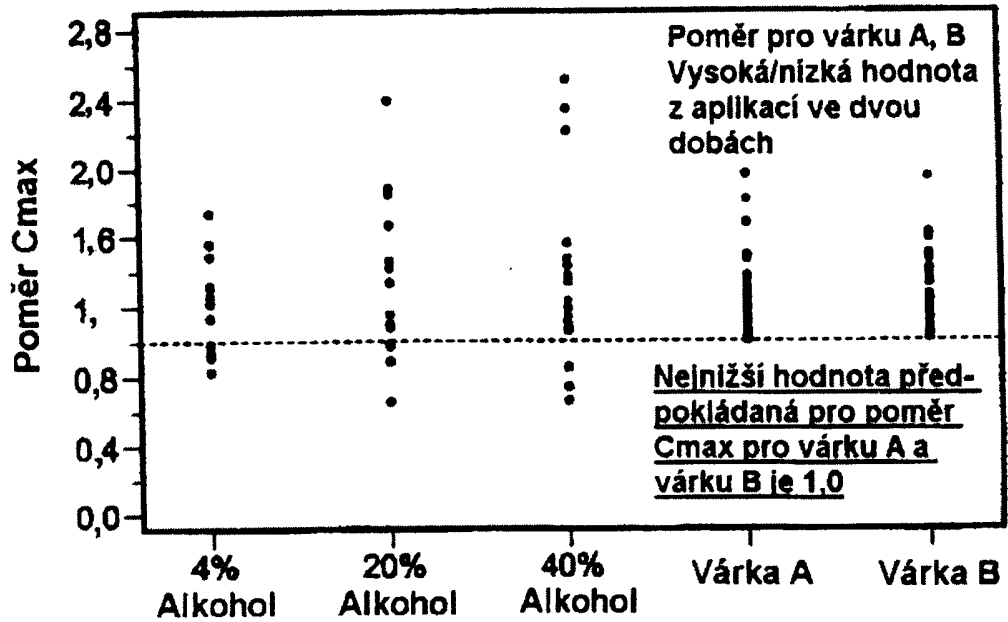 Poměr Cmax
2,8
2,4
2,0
1,6
1,
0,8
0,4
0,0
Poměr pro várku A, B
Vysoká/nízká hodnota
z aplikací ve dvou
dobách
Nejnižší hodnota před-
pokládaná pro poměr
Cmax pro várku A a
várku B je 1,0
4%
Alkohol
20%
Alkohol
40%
Alkohol
Várka A
Várka B